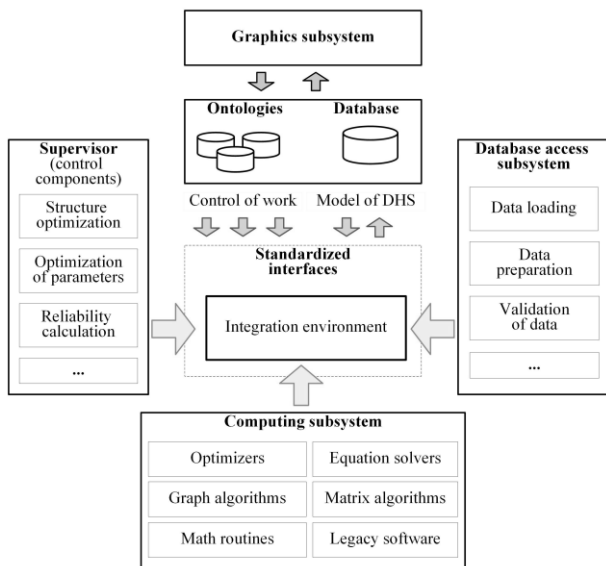 Graphics subsystem
Ontologies
Database
Supervisor
(control
components)
Structure
optimization
Optimization
of parameters
Reliability
calculation
...
Control of work
Model of DHS
Standardized
interfaces
Integration environment
Database access
subsystem
Data loading
Data
preparation
Validation
of data
...
Computing subsystem
Optimizers
Equation solvers
Graph algorithms
Matrix algorithms
Math routines
Legacy software